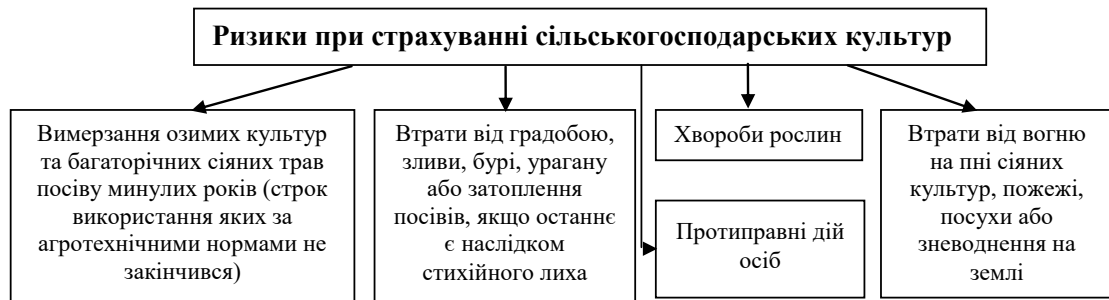 Ризики при страхуванні сільськогосподарських культур
Вимерзання озимих культур
та багаторічних сіяних трав
посіву минулих років (строк
використання яких за
агротехнічними нормами не
закінчився)
Втрати від градобою,
зливи, бурі, урагану
або затоплення
посівів, якщо останнє
є наслідком
стихійного лиха
Хвороби рослин
Протиправні дій
осіб
Втрати від вогню
на пні сіяних
культур, пожежі,
посухи або
зневоднення на
землі